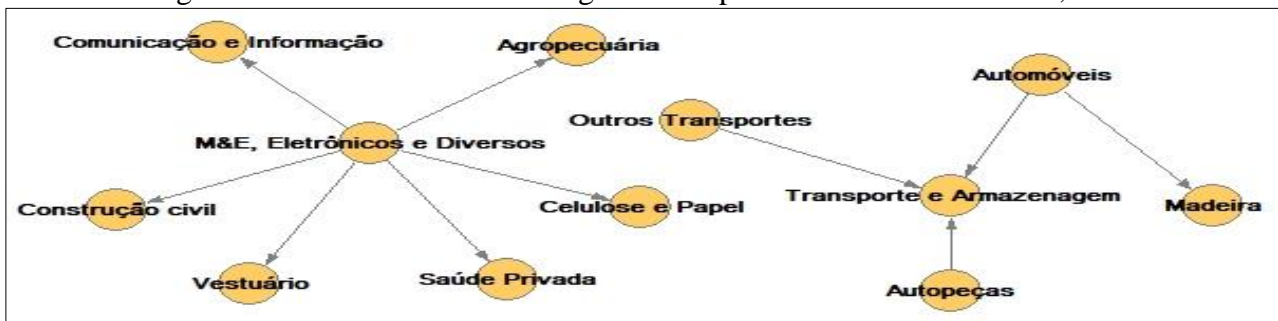 Comunicação e Informação
Agropecuária
Automóveis
Outros Transportes
M&E, Eletrônicos e Diversos
Transporte e Armazenagem
Madeira
Construção civil
Celulose e Papel
Vestuário
Saúde Privada
Autopeças